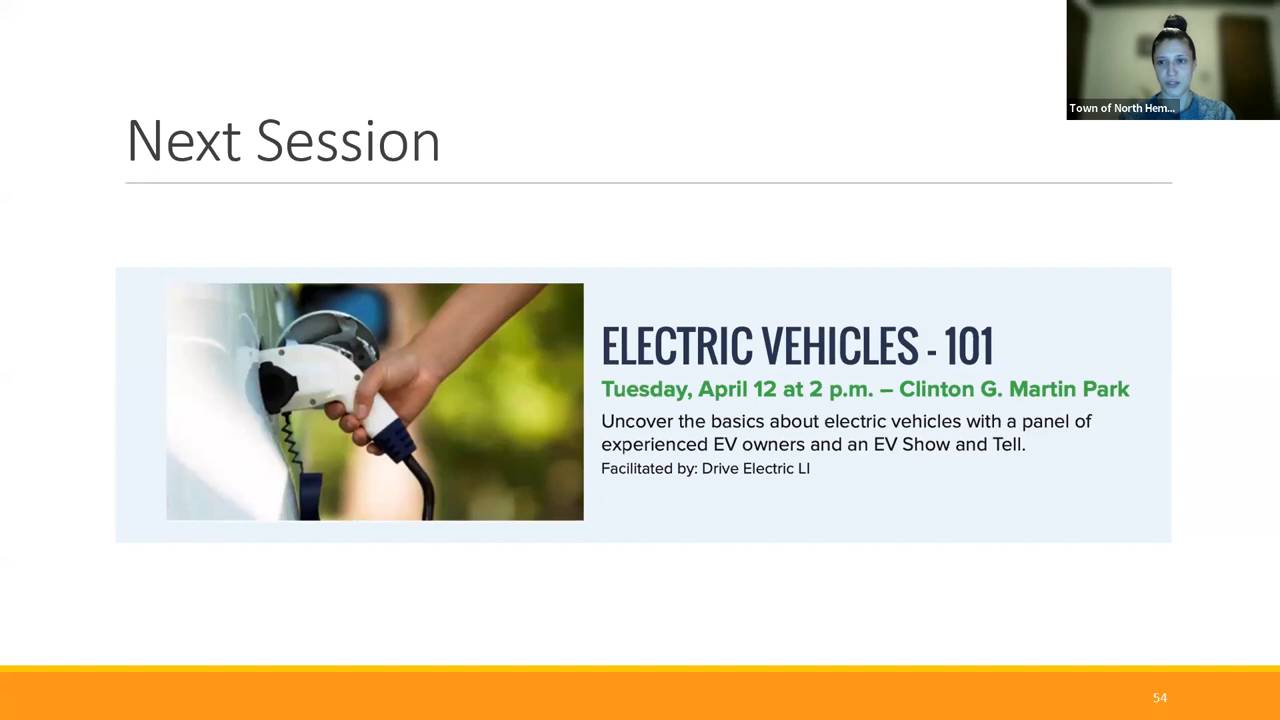 Town of North Hem...
Next Session
ELECTRIC VEHICLES - 101
Tuesday, April 12 at 2 p.m. – Clinton G. Martin Park
Uncover the basics about electric vehicles with a panel of
experienced EV owners and an EV Show and Tell.
Facilitated by: Drive Electric LI
54